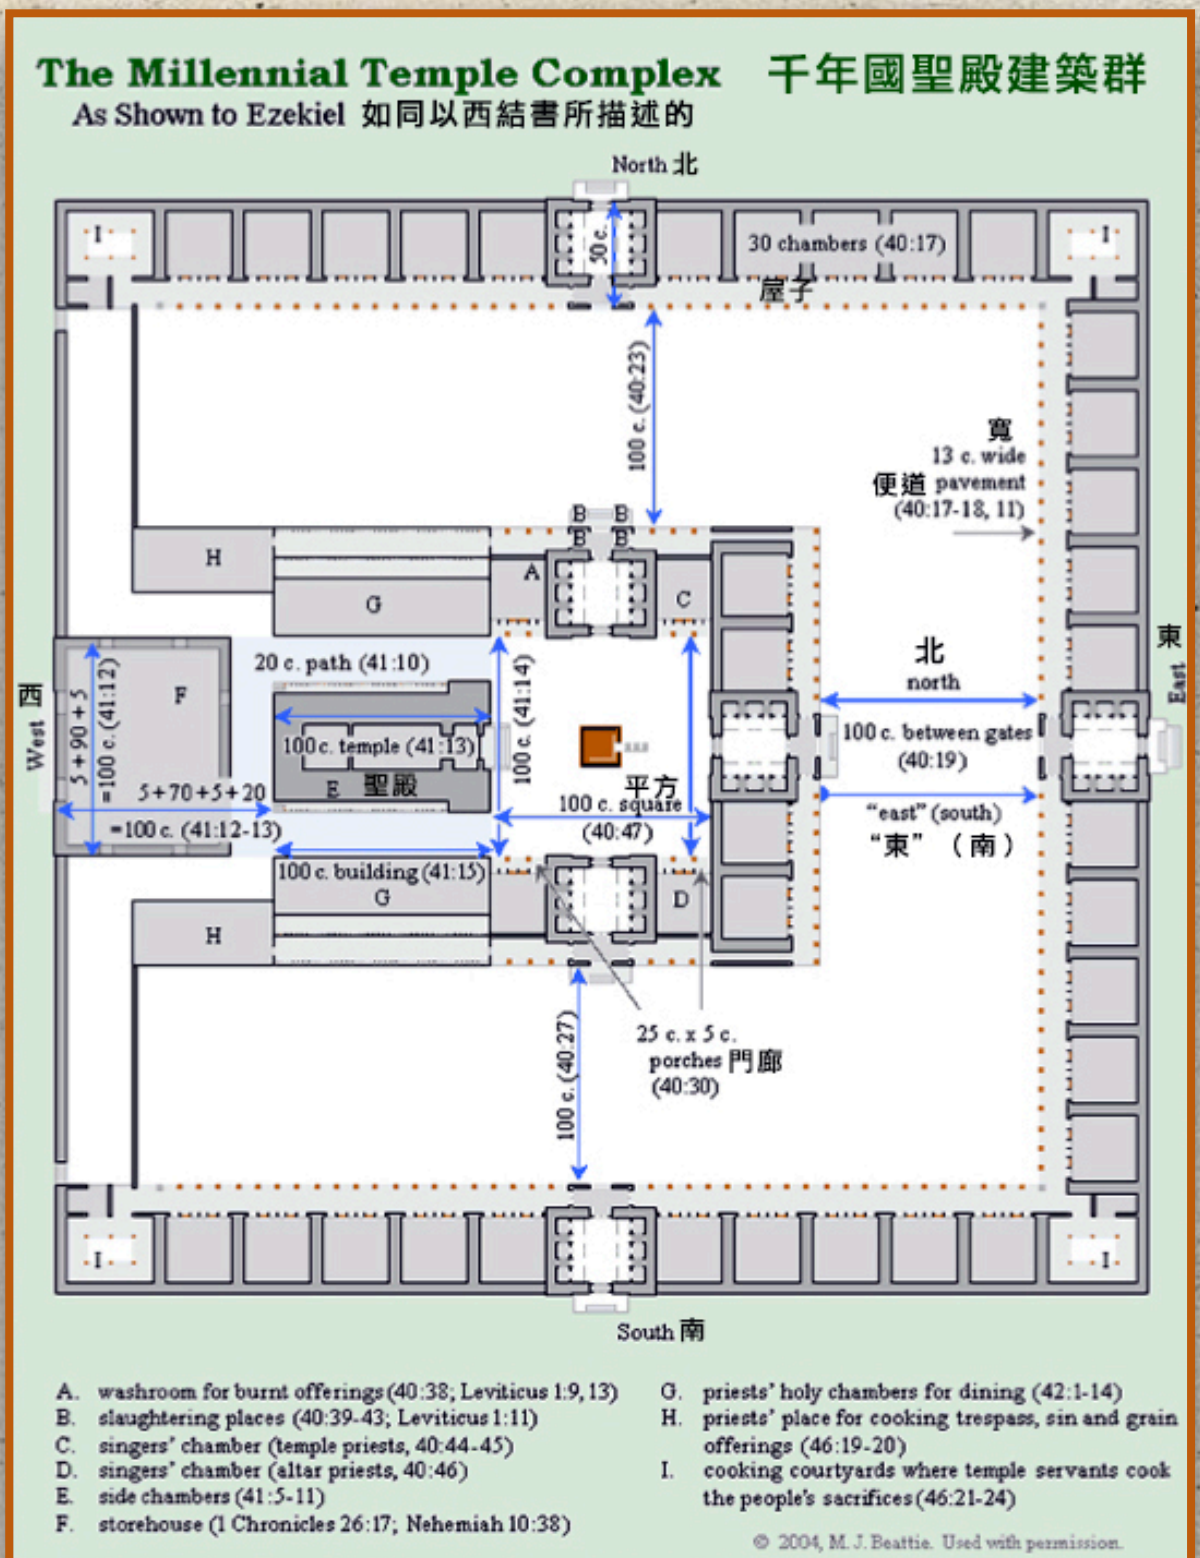 The Millennial Temple Complex 千年國聖殿建築群
As Shown to Ezekiel 如同以西結書所描述的
North 北
I
50 c.
30 chambers (40:17)
I
屋子
100 c. (40:23)
寬
13 c. wide
便道 pavement
(40:17-18, 11)
B B
B B
H
A
G
C
西
West
5 + 90 + 5
=100 c. (41:12)
F
20 c. path (41:10)
100 c. (41:14)
北
north
東
East
100 c. temple (41:13)
100 c. between gates
(40:19)
E 聖殿
平方
5+70+5+20
100 c. square
=100 c. (41:12-13)
(40:47)
“east” (south)
“東”（南）
100 c. building (41:15)
G
D
H
100 c. (40:27)
25 c. x 5 c.
porches 門廊
(40:30)
I
I
South 南
A. washroom for burnt offerings (40:38; Leviticus 1:9, 13)
B. slaughtering places (40:39-43; Leviticus 1:11)
C. singers’ chamber (temple priests, 40:44-45)
D. singers’ chamber (altar priests, 40:46)
E. side chambers (41:5-11)
F. storehouse (1 Chronicles 26:17; Nehemiah 10:38)
G. priests’ holy chambers for dining (42:1-14)
H. priests’ place for cooking trespass, sin and grain
offerings (46:19-20)
I. cooking courtyards where temple servants cook
the people’s sacrifices (46:21-24)
© 2004, M. J. Beattie. Used with permission.